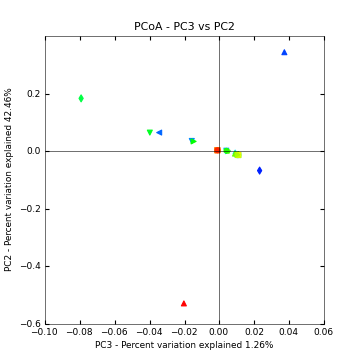 PCoA - PC3 vs PC2
PC2 - Percent variation explained 42.46%
0.2
0.0
−0.2
−0.4
−0.6
−0.10 −0.08 −0.06 −0.04 −0.02 0.00 0.02 0.04 0.06
PC3 - Percent variation explained 1.26%